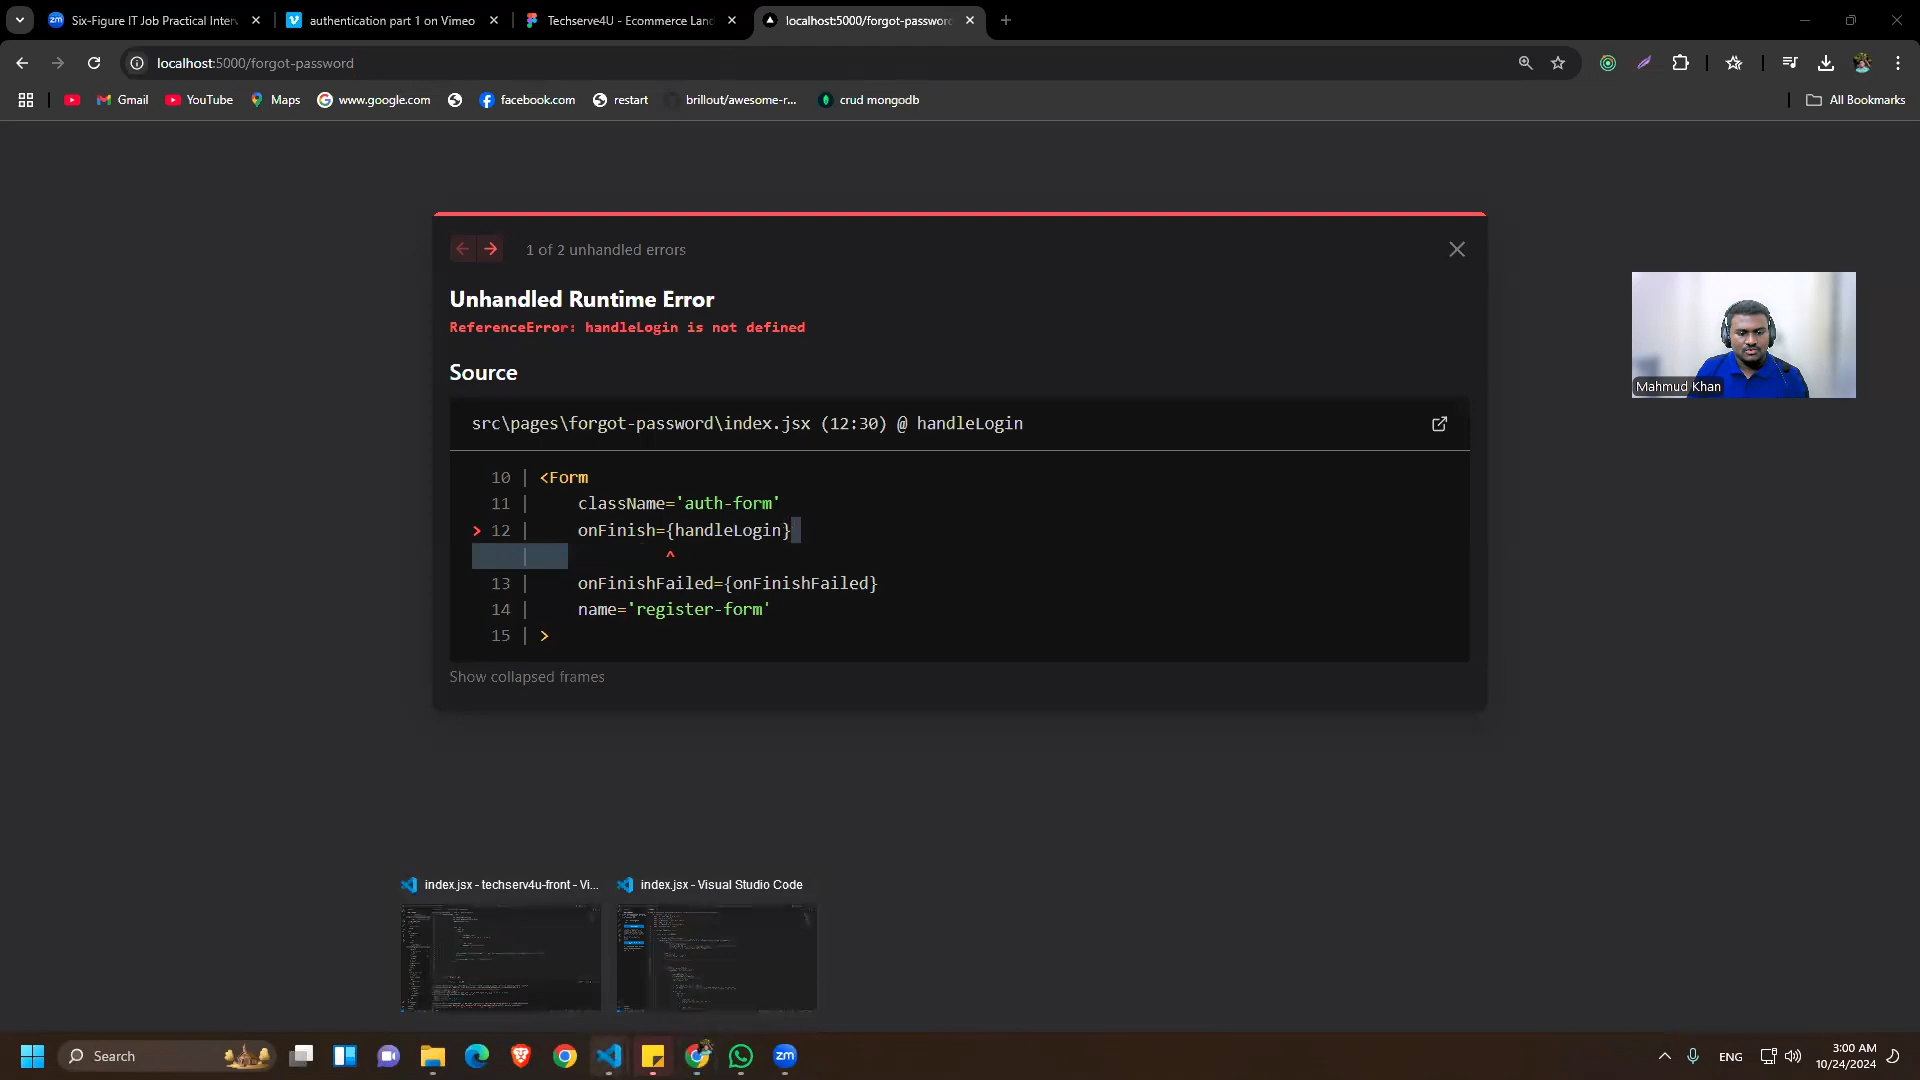 Six-Figure IT Job Practical Interv
authentication part 1 on Vimeo
Techserve4U - Ecommerce Land
localhost:5000/forgot-password
localhost:5000/forgot-password
Gmail
YouTube
Maps
www.google.com
facebook.com
restart
brillout/awesome-r...
crud mongodb
All Bookmarks
1 of 2 unhandled errors
Unhandled Runtime Error
ReferenceError: handleLogin is not defined
Source
src\pages\forgot-password\index.jsx (12:30) @ handleLogin
10 | <Form
11 | className='auth-form'
> 12 | onFinish={handleLogin}
| ^
13 | onFinishFailed={onFinishFailed}
14 | name='register-form'
15 | >
Show collapsed frames
Mahmud Khan
index.jsx - techserv4u-front - Vi...
index.jsx - Visual Studio Code
Search
zm
ENG
3:00 AM
10/24/2024